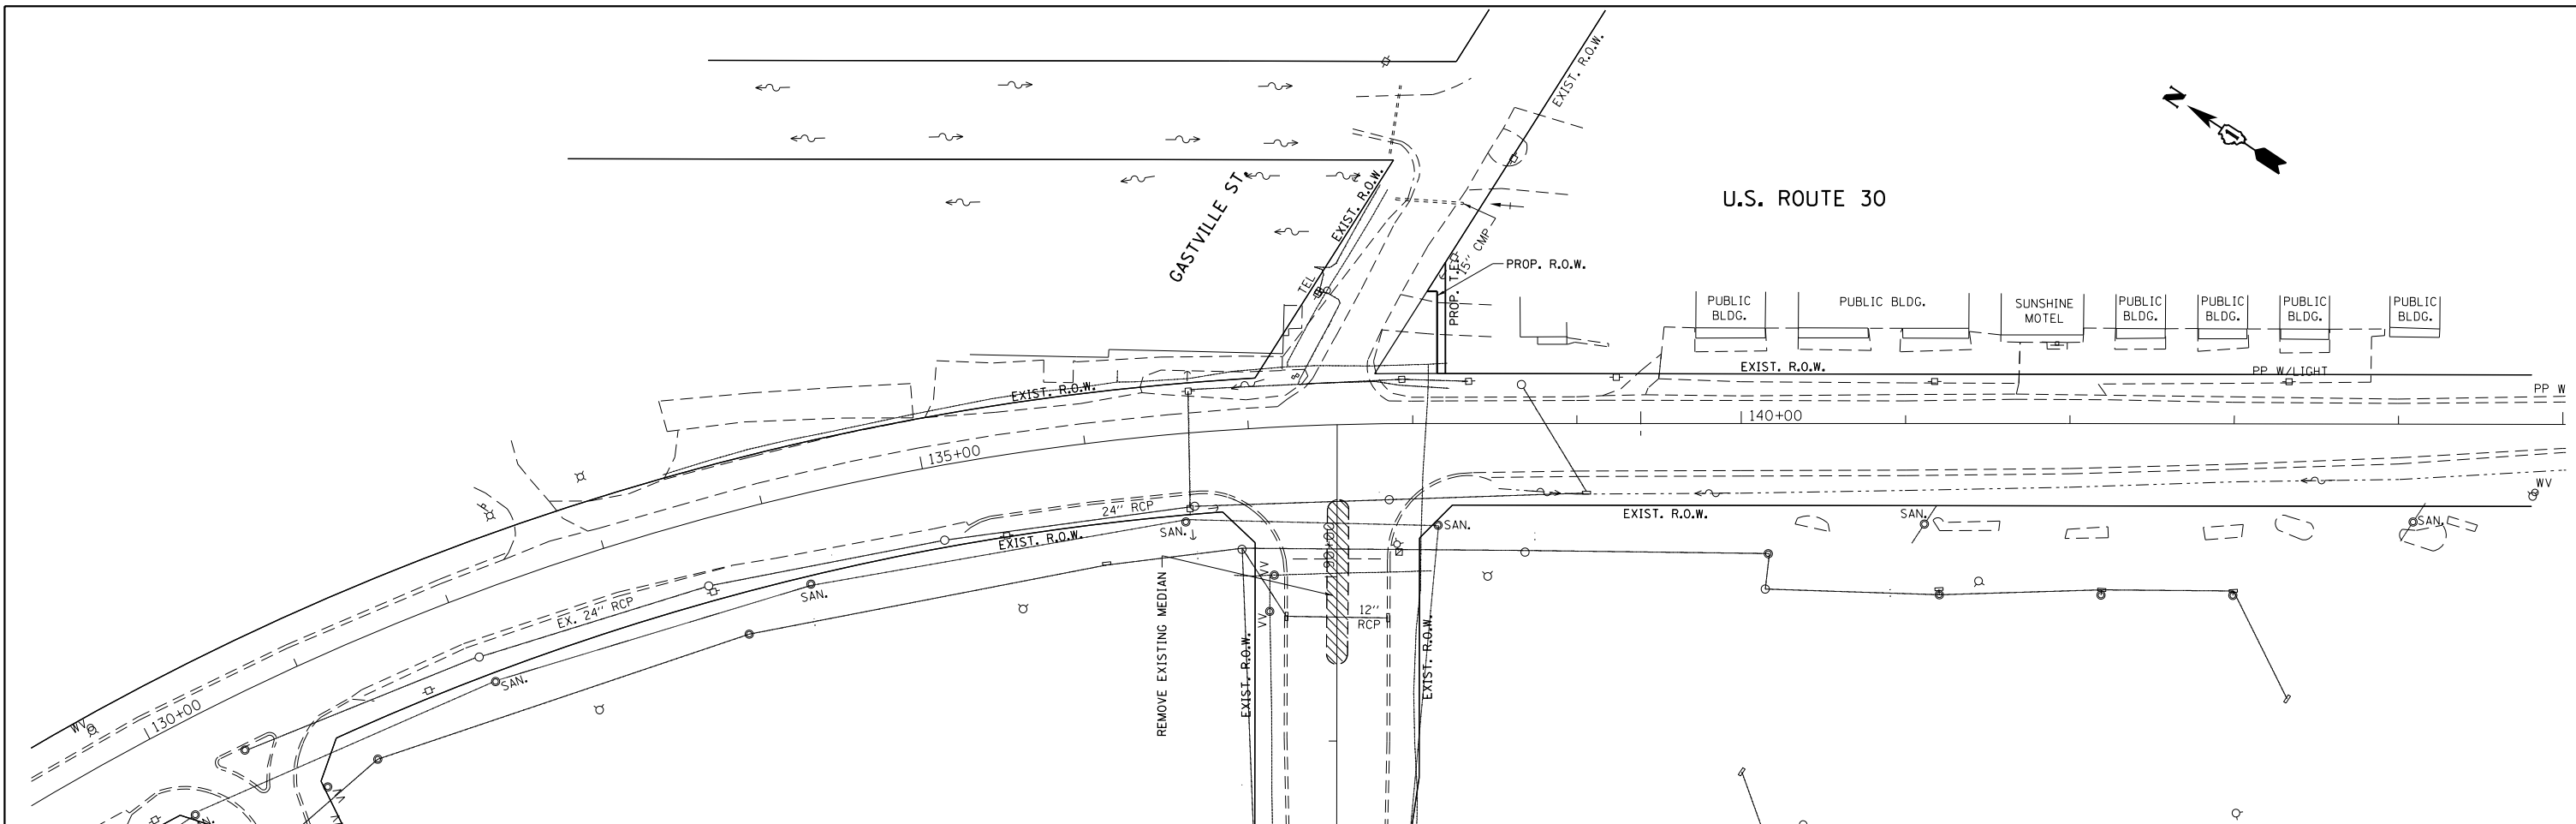 N
U.S. ROUTE 30
GASTVILLE ST.
EXIST. R.O.W.
EXIST. R.O.W.
TEL
15'' CMP
PROP. T.E.
PROP. R.O.W.
PUBLIC
BLDG.
PUBLIC BLDG.
SUNSHINE
MOTEL
PUBLIC
BLDG.
PUBLIC
BLDG.
PUBLIC
BLDG.
PUBLIC
BLDG.
EXIST. R.O.W.
EXIST. R.O.W.
PP W/LIGHT
PP W
140+00
135+00
130+00
24'' RCP
EX. 24'' RCP
EXIST. R.O.W.
SAN.
SAN.
SAN.
SAN.
EXIST. R.O.W.
SAN.
SAN.
WV
WV
VV
VV
12''
RCP
REMOVE EXISTING MEDIAN
EXIST. R.O.W.
EXIST. R.O.W.